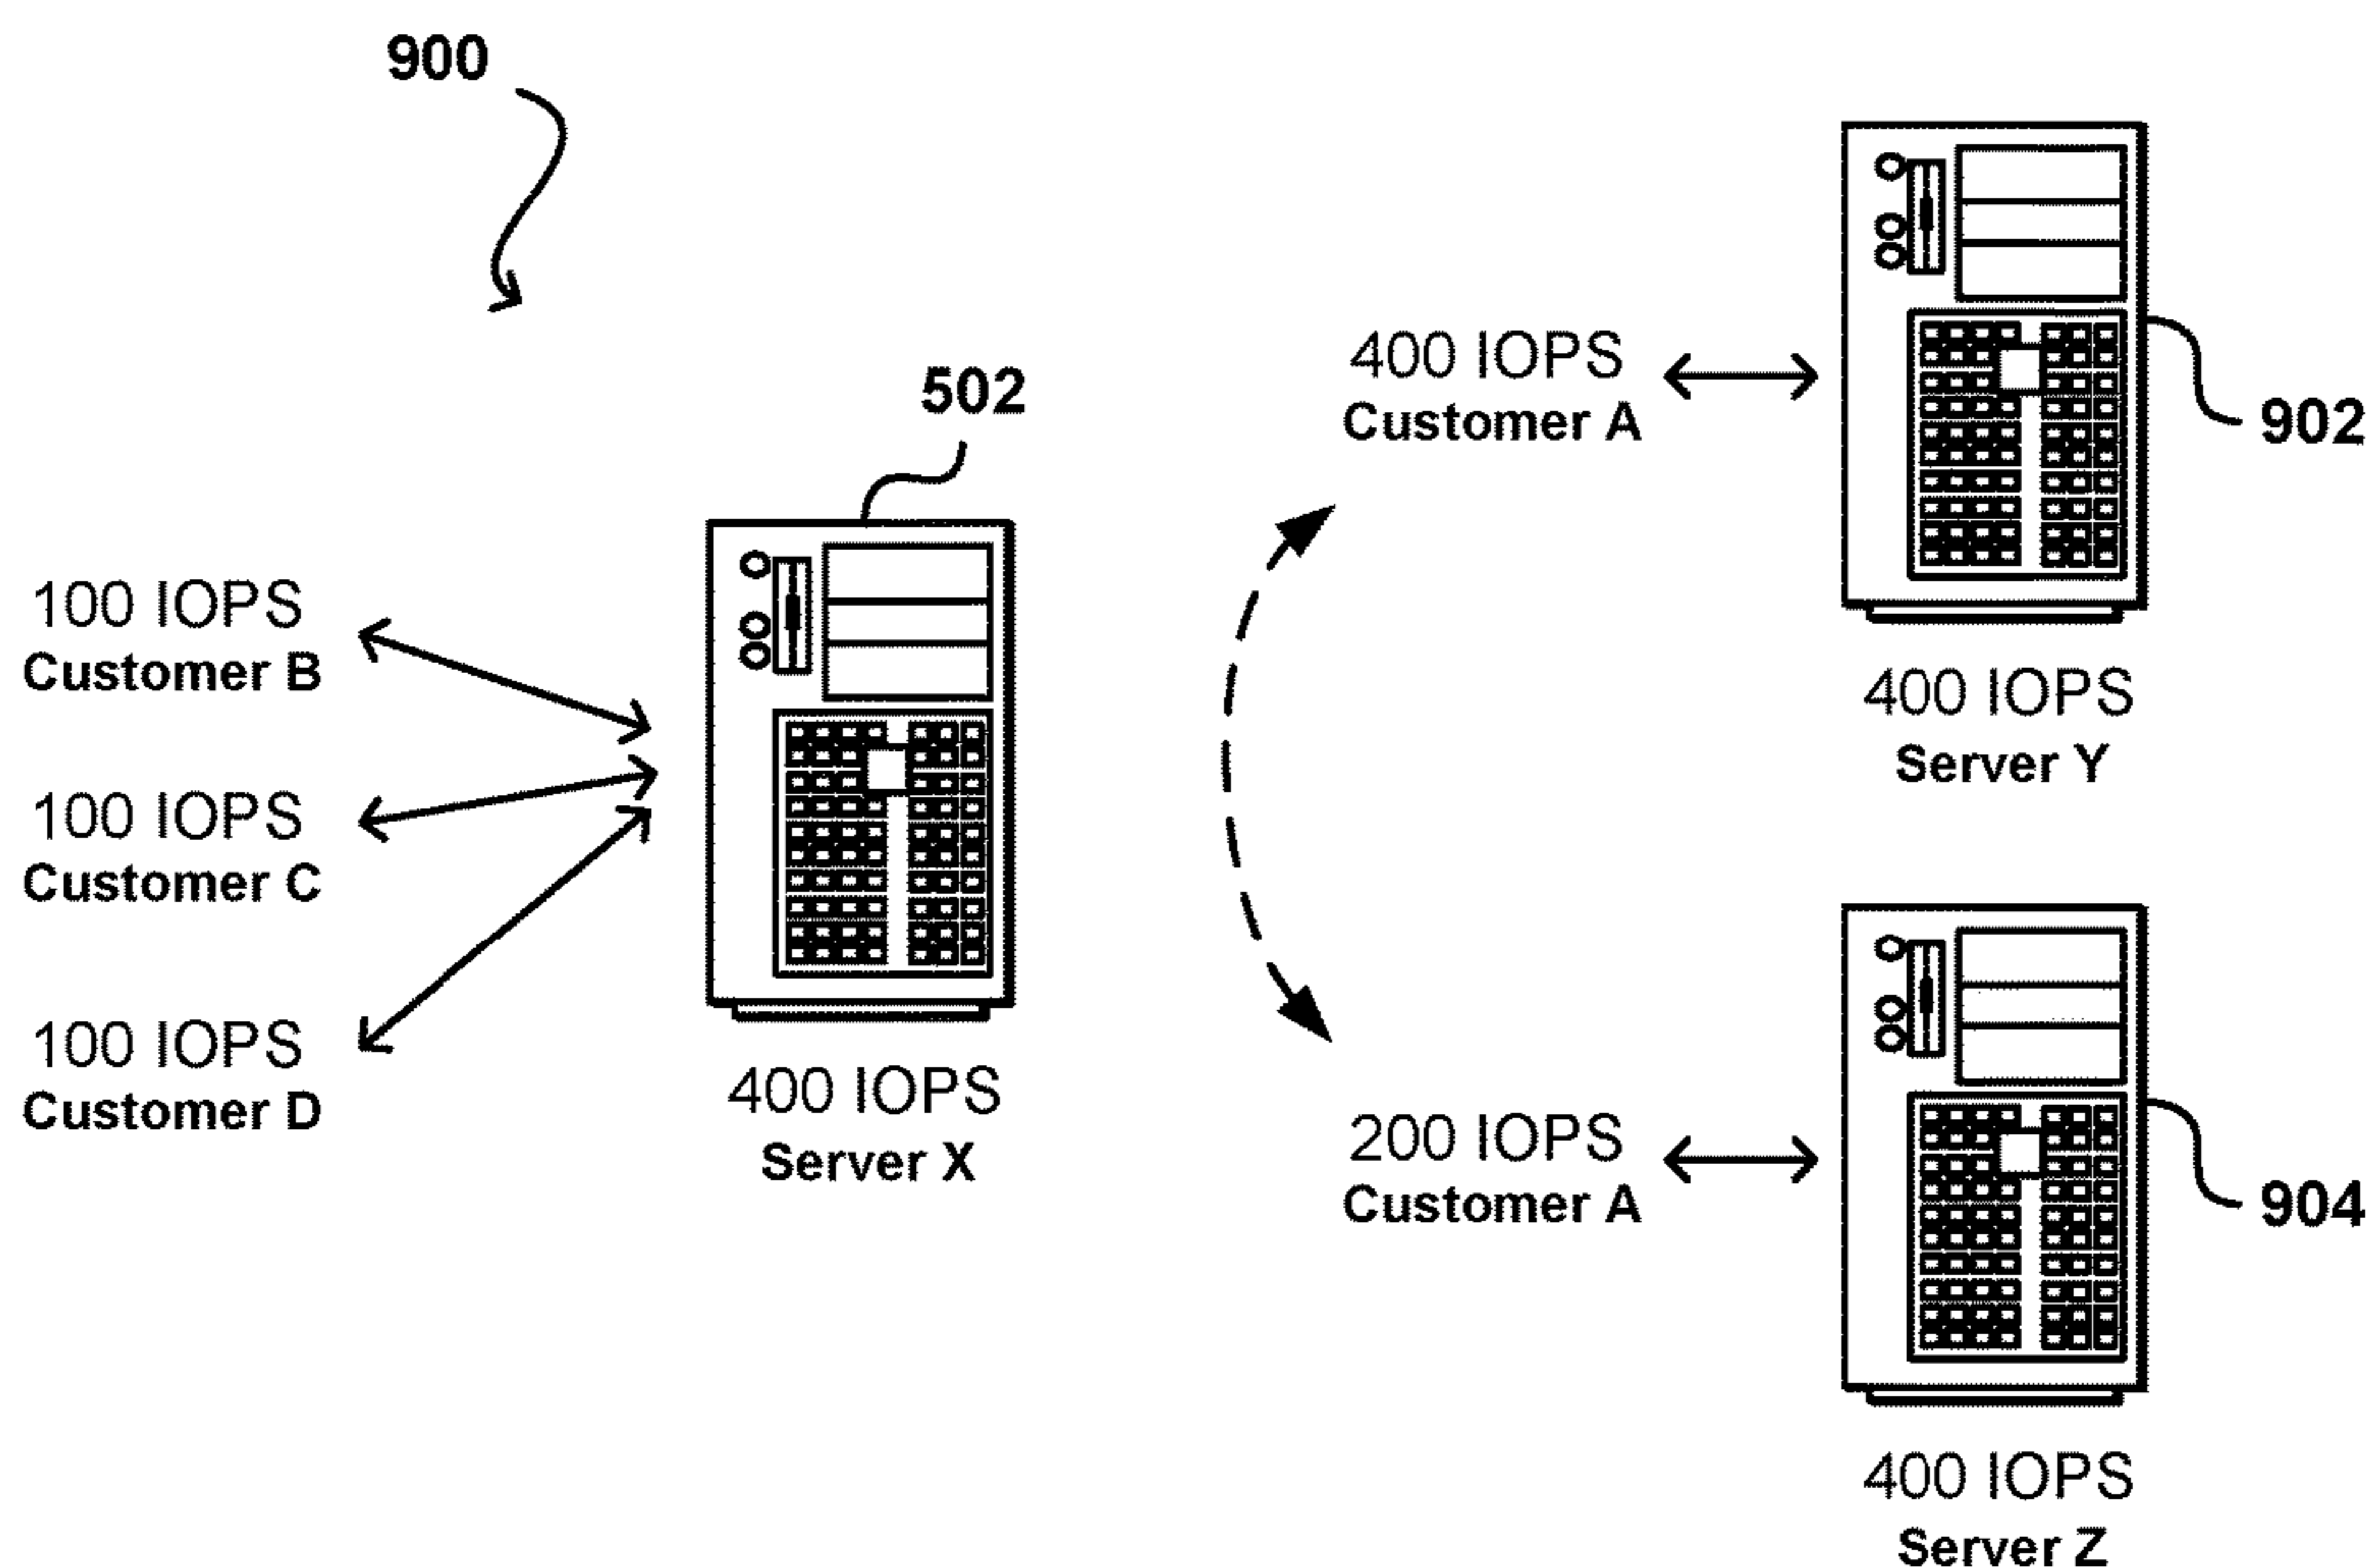 900
502
100 IOPS
Customer B
100 IOPS
Customer C
100 IOPS
Customer D
400 IOPS
Server X
400 IOPS
Customer A
902
400 IOPS
Server Y
200 IOPS
Customer A
904
400 IOPS
Server Z